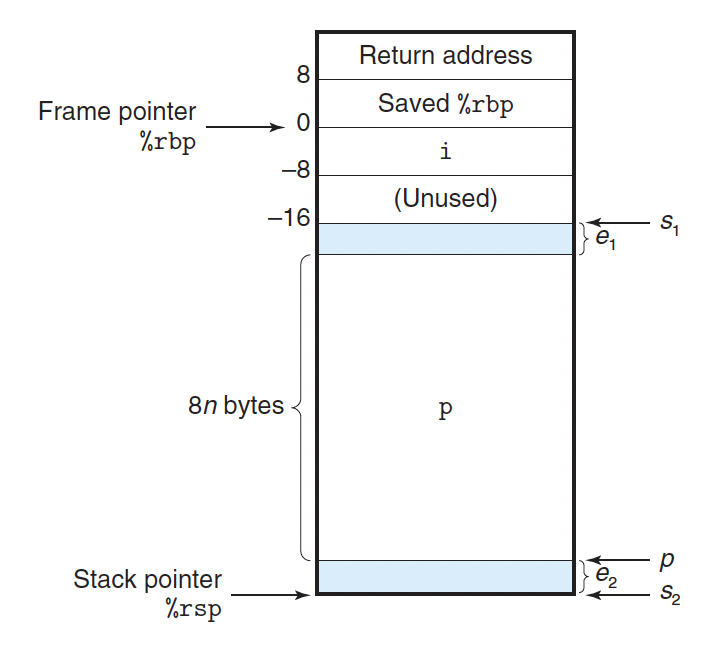 Return address
8
Saved %rbp
Frame pointer
%rbp
0
i
–8
(Unused)
–16
s1
e1
8n bytes
p
p
e2
Stack pointer
%rsp
s2